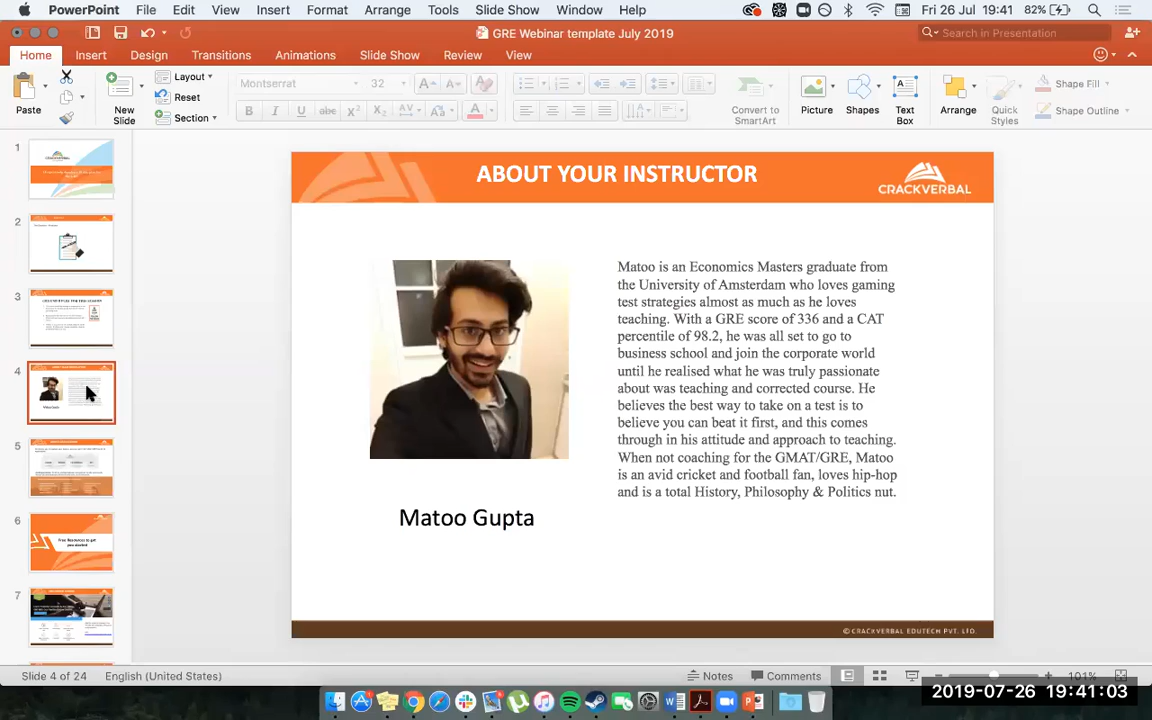 PowerPoint File Edit View Insert Format Arrange Tools Slide Show Window Help Fri 26 Jul 19:41 82%
GRE Webinar template July 2019 Search in Presentation
Home Insert Design Transitions Animations Slide Show Review View
Paste New Slide Layout Reset Section Montserrat 32 Convert to SmartArt Picture Shapes Text Box Arrange Quick Styles Shape Fill Shape Outline
1
2
3
4
5
6
Free Resources to get
you started
7
ABOUT YOUR INSTRUCTOR
CRACKVERBAL
Matoo is an Economics Masters graduate from
the University of Amsterdam who loves gaming
test strategies almost as much as he loves
teaching. With a GRE score of 336 and a CAT
percentile of 98.2, he was all set to go to
business school and join the corporate world
until he realised what he was truly passionate
about was teaching and corrected course. He
believes the best way to take on a test is to
believe you can beat it first, and this comes
through in his attitude and approach to teaching.
When not coaching for the GMAT/GRE, Matoo
is an avid cricket and football fan, loves hip-hop
and is a total History, Philosophy & Politics nut.
Matoo Gupta
© CRACKVERBAL EDUTECH PVT. LTD.
Slide 4 of 24 English (United States) Notes Comments 101%
2019-07-26 19:41:03